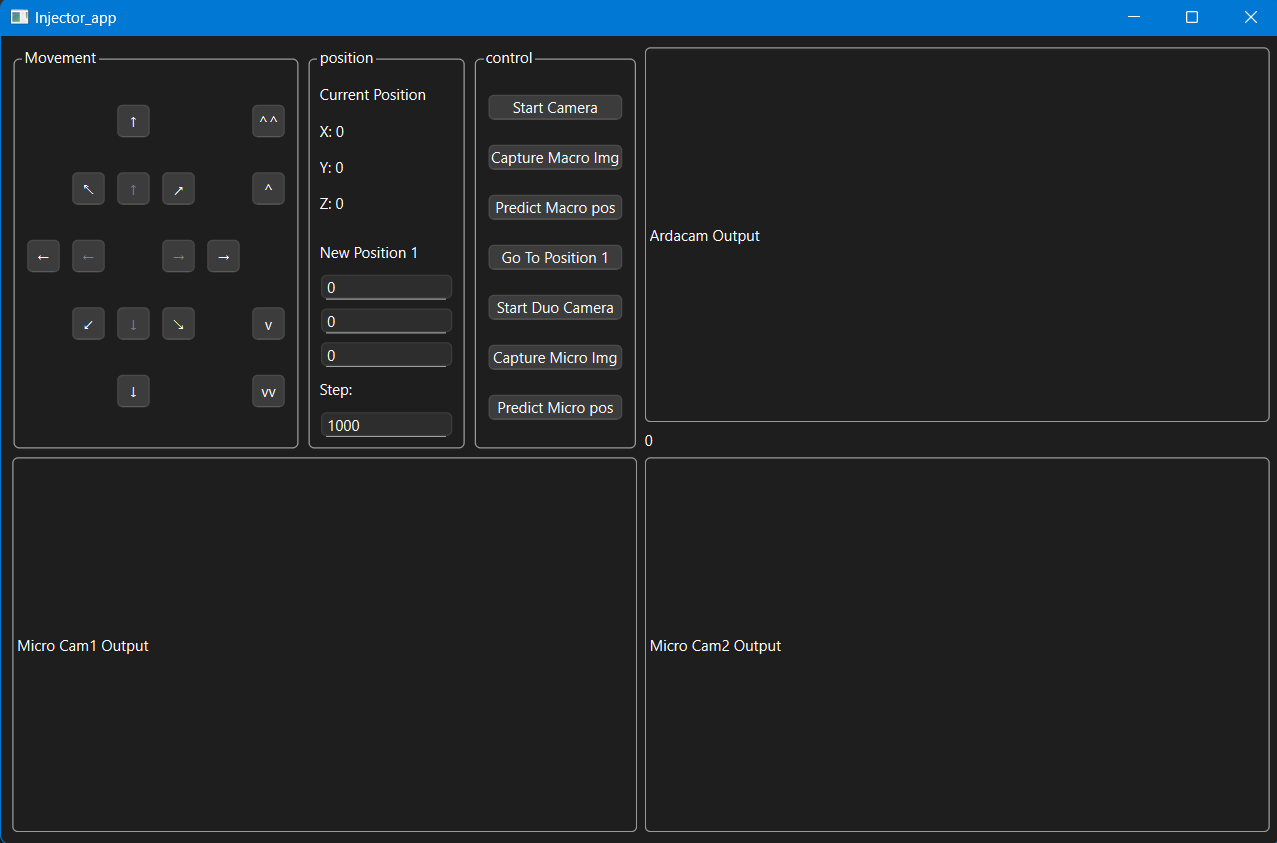 Injector_app
Movement
↑
^^
↖ ↑ ↗
^
← ← → →
↙ ↓ ↘
v
↓
vv
position
Current Position
X: 0
Y: 0
Z: 0
New Position 1
0
0
0
Step:
1000
control
Start Camera
Capture Macro Img
Predict Macro pos
Go To Position 1
Start Duo Camera
Capture Micro Img
Predict Micro pos
Ardacam Output
0
Micro Cam1 Output
Micro Cam2 Output